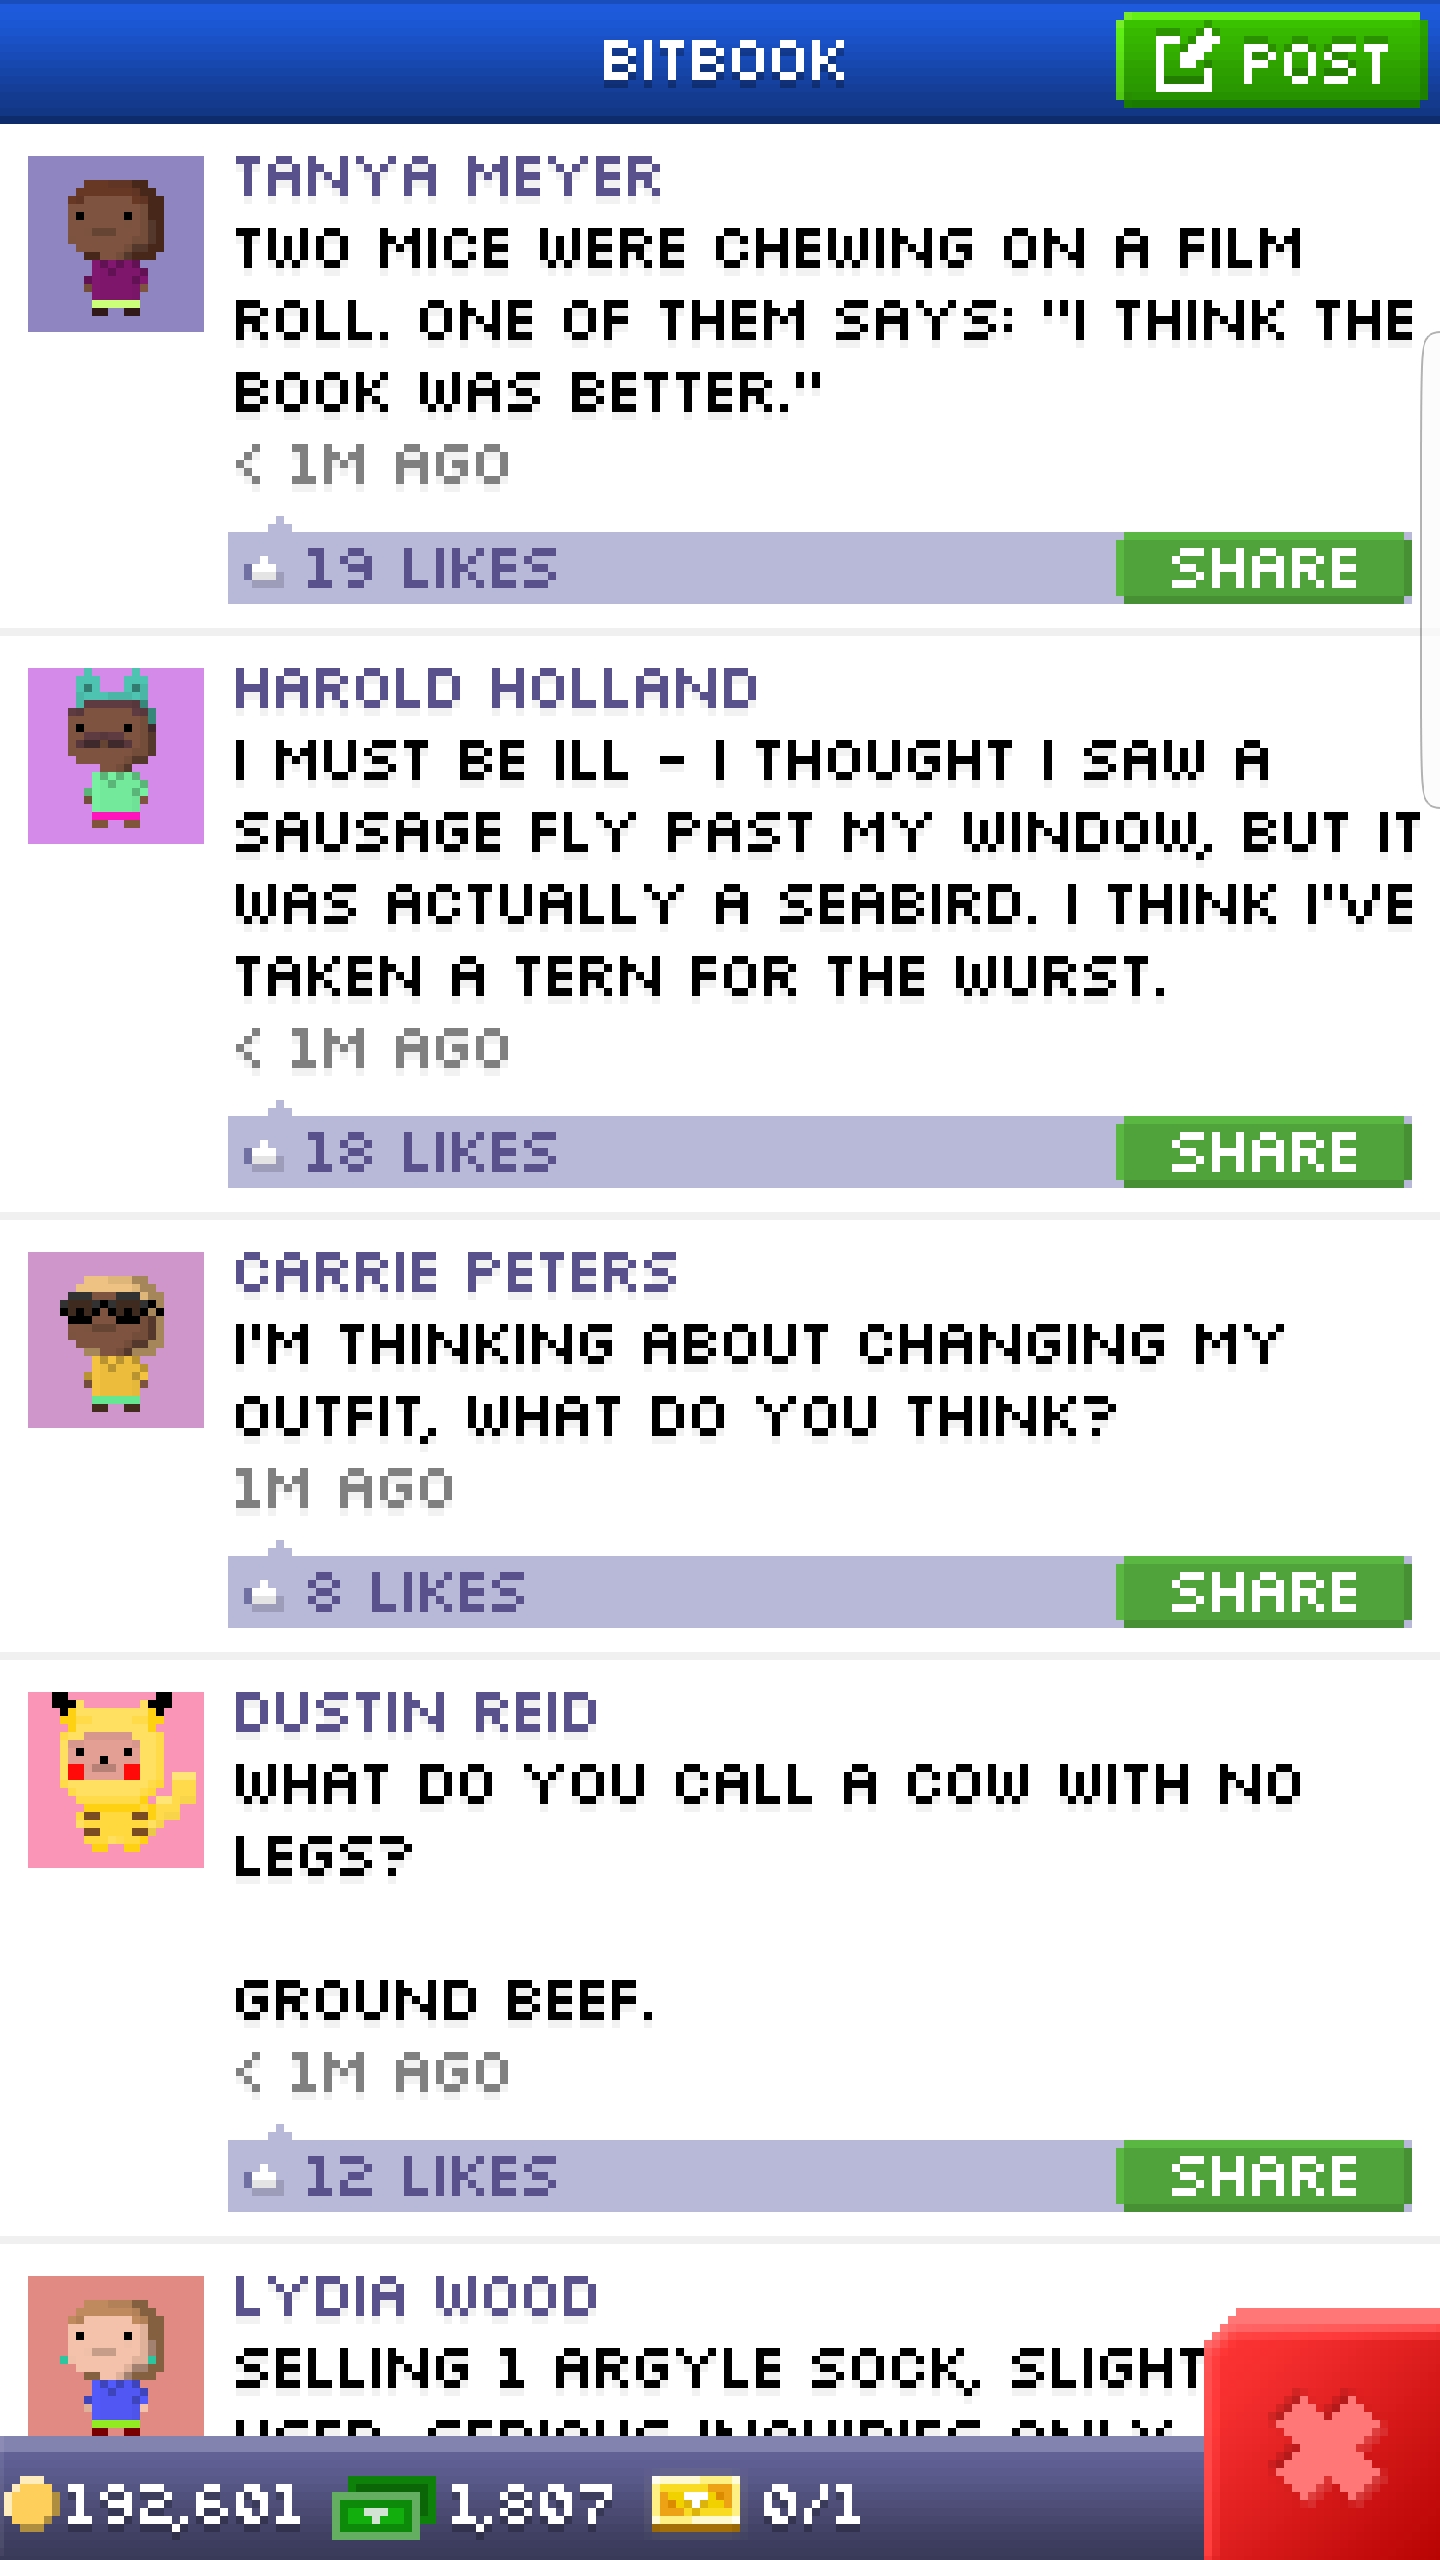 BITBOOK
POST
TANYA MEYER
TWO MICE WERE CHEWING ON A FILM
ROLL. ONE OF THEM SAYS: "I THINK THE
BOOK WAS BETTER."
< 1M AGO
19 LIKES
SHARE
HAROLD HOLLAND
I MUST BE ILL - I THOUGHT I SAW A
SAUSAGE FLY PAST MY WINDOW, BUT IT
WAS ACTUALLY A SEABIRD. I THINK I'VE
TAKEN A TERN FOR THE WURST.
< 1M AGO
18 LIKES
SHARE
CARRIE PETERS
I'M THINKING ABOUT CHANGING MY
OUTFIT, WHAT DO YOU THINK?
1M AGO
8 LIKES
SHARE
DUSTIN REID
WHAT DO YOU CALL A COW WITH NO
LEGS?
GROUND BEEF.
< 1M AGO
12 LIKES
SHARE
LYDIA WOOD
SELLING 1 ARGYLE SOCK, SLIGHT
USED. SERIOUS INQUIRIES ONLY
192,601
1,807
0/1